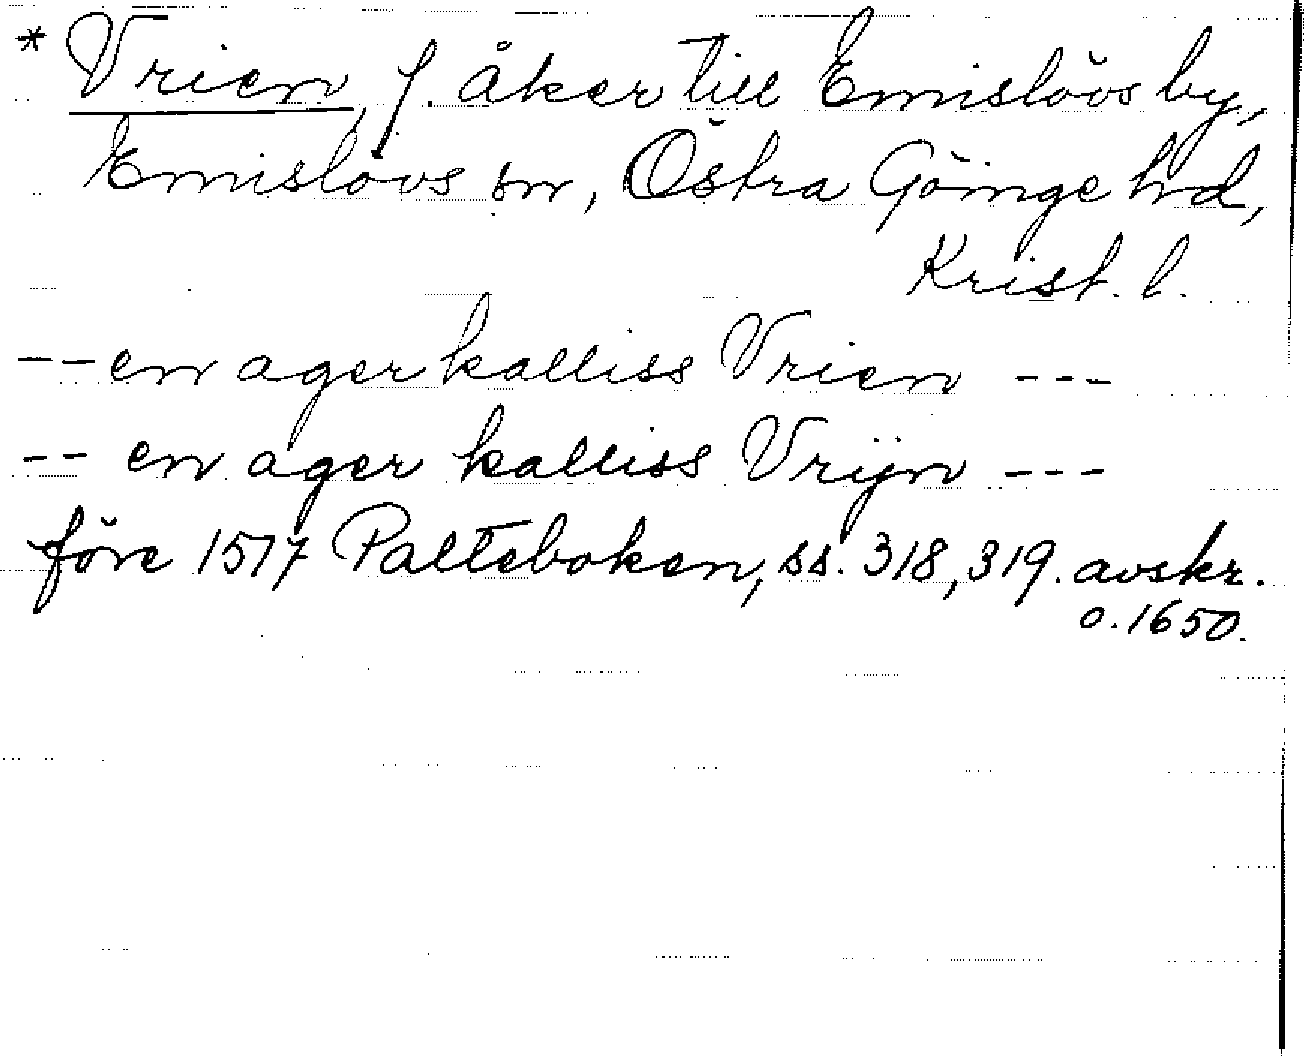 * Vrien, f. åker till Emislövs by,
Emislövs sn, Östra Göinge hd,
Krist. l.
-- en ager kalliss Vrien ---
-- en ager kalliss Vrijn ---
före 1517 Palteboken, ss. 318, 319. avskr.
o. 1650.